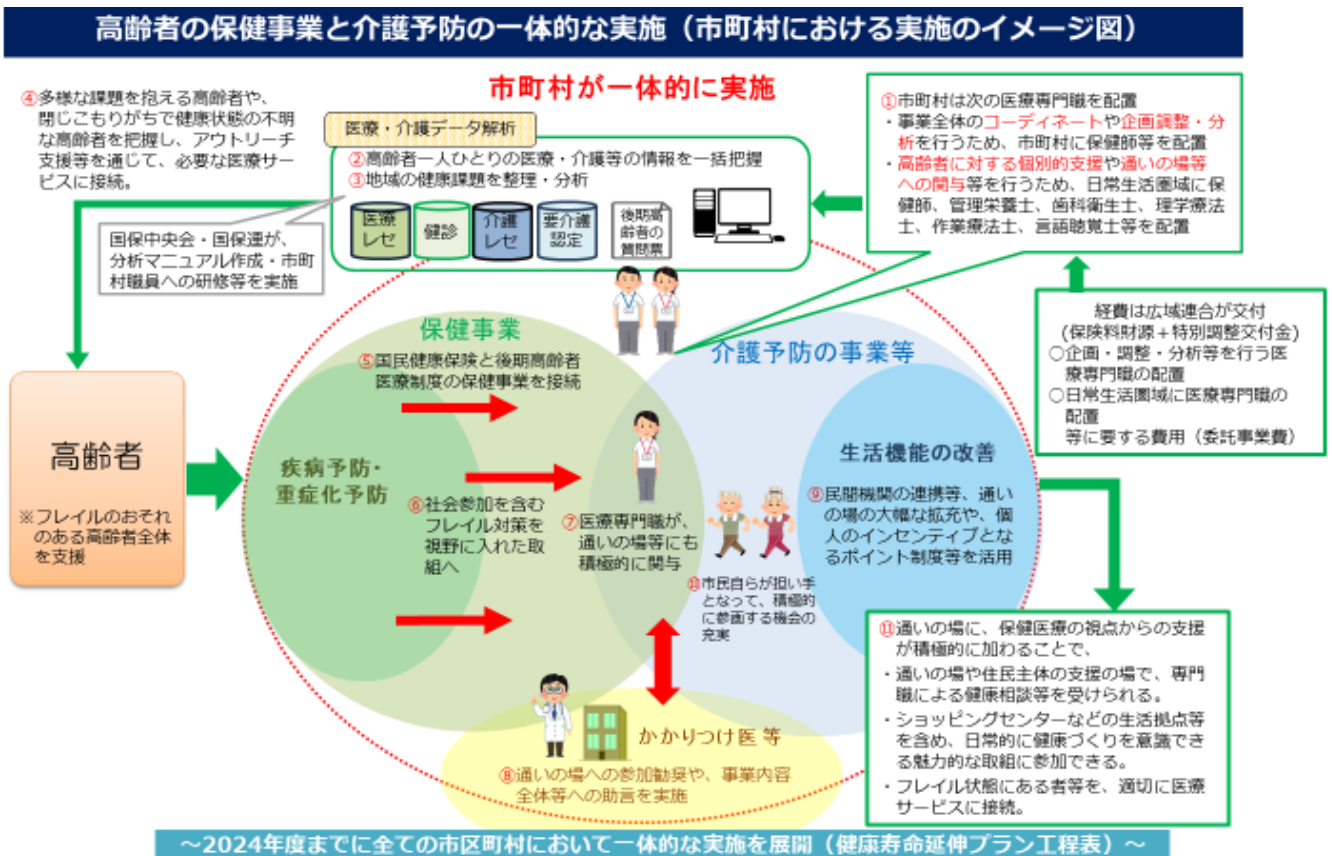 高齢者の保健事業と介護予防の一体的な実施（市町村における実施のイメージ図）
市町村が一体的に実施
④多様な課題を抱える高齢者や、
閉じこもりがちで健康状態の不明
な高齢者を把握し、アウトリーチ
支援等を通じて、必要な医療サー
ビスに接続。
医療・介護データ解析
②高齢者一人ひとりの医療・介護等の情報を一括把握
③地域の健康課題を整理・分析
医療
レセ
健診
介護
レセ
要介護
認定
後期高
齢者の
質問票
国保中央会・国保連が、
分析マニュアル作成・市町
村職員への研修等を実施
①市町村は次の医療専門職を配置
・事業全体のコーディネートや企画調整・分
析を行うため、市町村に保健師等を配置
・高齢者に対する個別的支援や通いの場等
への関与等を行うため、日常生活圏域に保
健師、管理栄養士、歯科衛生士、理学療法
士、作業療法士、言語聴覚士等を配置
経費は広域連合が交付
(保険料財源＋特別調整交付金)
○企画・調整・分析等を行う医
療専門職の配置
○日常生活圏域に医療専門職の
配置
等に要する費用（委託事業費）
高齢者
※フレイルのおそれ
のある高齢者全体
を支援
保健事業
⑤国民健康保険と後期高齢者
医療制度の保健事業を接続
疾病予防・
重症化予防
⑥社会参加を含む
フレイル対策を
視野に入れた取
組へ
⑦医療専門職が、
通いの場等にも
積極的に関与
介護予防の事業等
生活機能の改善
⑨民間機関の連携等、通い
の場の大幅な拡充や、個
人のインセンティブとな
るポイント制度等を活用
⑩市民自らが担い手
となって、積極的
に参画する機会の
充実
かかりつけ医等
⑧通いの場への参加勧奨や、事業内容
全体等への助言を実施
⑪通いの場に、保健医療の視点からの支援
が積極的に加わることで、
・通いの場や住民主体の支援の場で、専門
職による健康相談等を受けられる。
・ショッピングセンターなどの生活拠点等
を含め、日常的に健康づくりを意識でき
る魅力的な取組に参加できる。
・フレイル状態にある者等を、適切に医療
サービスに接続。
～2024年度までに全ての市区町村において一体的な実施を展開（健康寿命延伸プラン工程表）～